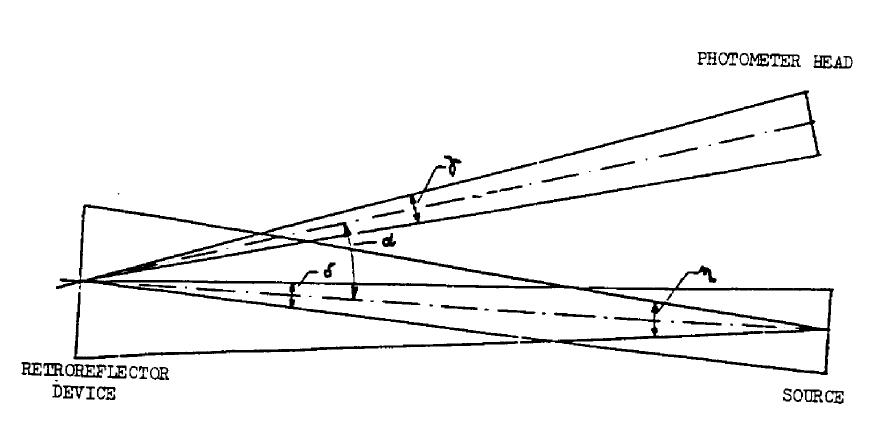 PHOTOMETER HEAD
γ
α
δ
η
RETROREFLECTOR
DEVICE
SOURCE